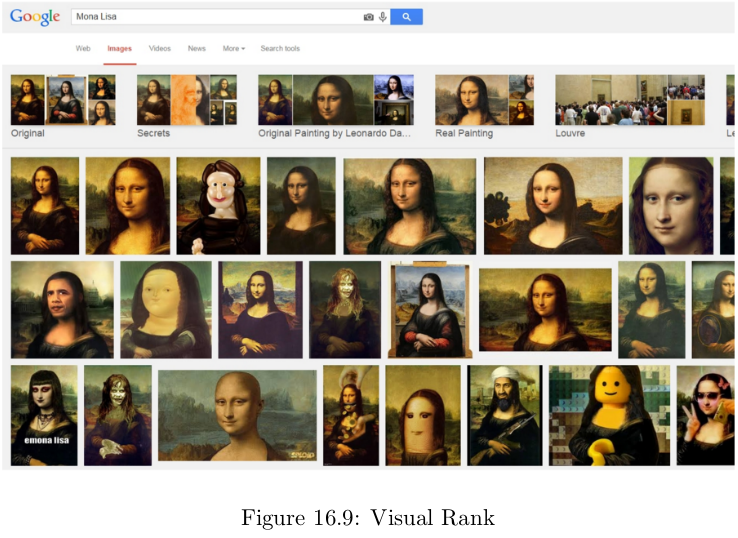 Google Mona Lisa
Web Images Videos News More Search tools
Original Secrets Original Painting by Leonardo Da... Real Painting Louvre Le
emona lisa
Figure 16.9: Visual Rank